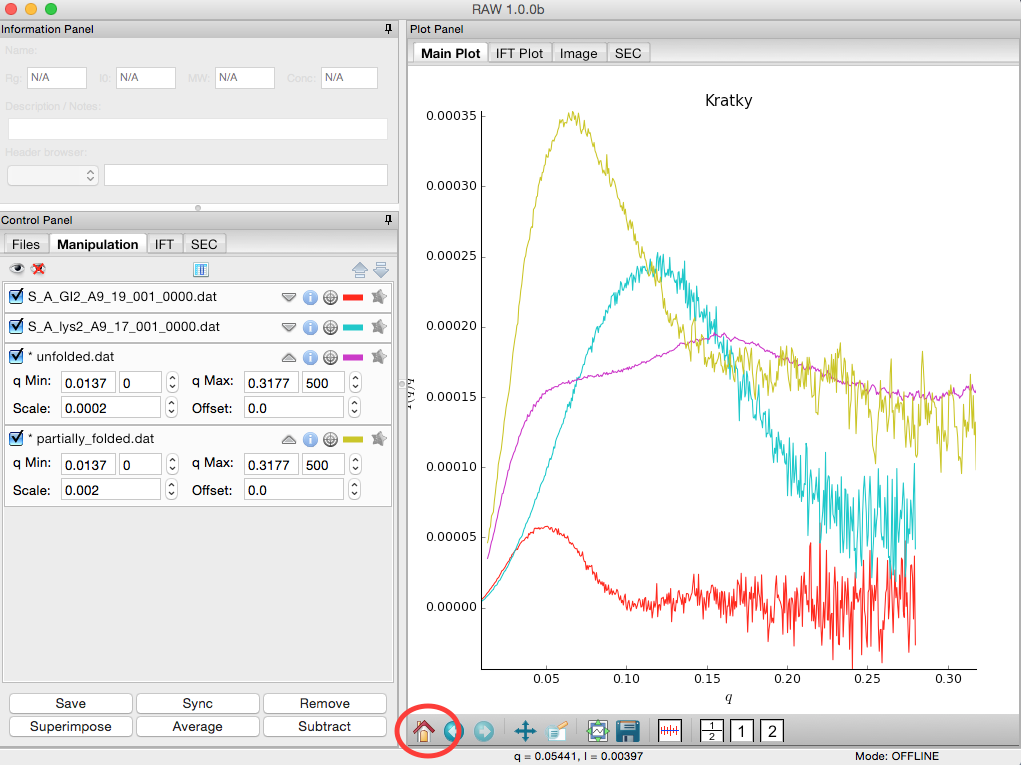 RAW 1.0.0b
Information Panel
Name:
Rg: N/A I0: N/A MW: N/A Conc: N/A
Description / Notes:
Header browser:
Control Panel
Files Manipulation IFT SEC
S_A_GI2_A9_19_001_0000.dat
S_A_lys2_A9_17_001_0000.dat
* unfolded.dat
q Min: 0.0137 0 q Max: 0.3177 500
Scale: 0.0002 Offset: 0.0
* partially_folded.dat
q Min: 0.0137 0 q Max: 0.3177 500
Scale: 0.002 Offset: 0.0
Save Sync Remove
Superimpose Average Subtract
Plot Panel
Main Plot IFT Plot Image SEC
Kratky
0.00035
0.00030
0.00025
0.00020
0.00015
0.00010
0.00005
0.00000
0.05 0.10 0.15 0.20 0.25 0.30
q
1 2 1 2
q = 0.05441, I = 0.00397 Mode: OFFLINE